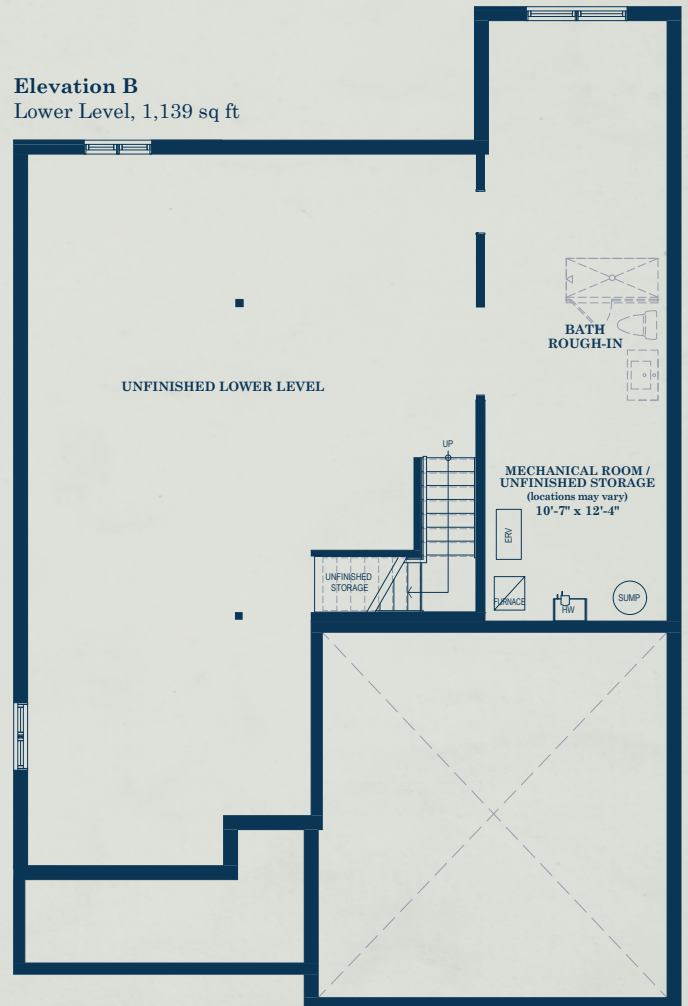 Elevation B
Lower Level, 1,139 sq ft
BATH
ROUGH-IN
UNFINISHED LOWER LEVEL
UP
MECHANICAL ROOM /
UNFINISHED STORAGE
(locations may vary)
10'-7" x 12'-4"
ERV
UNFINISHED
STORAGE
FURNACE
HW
SUMP